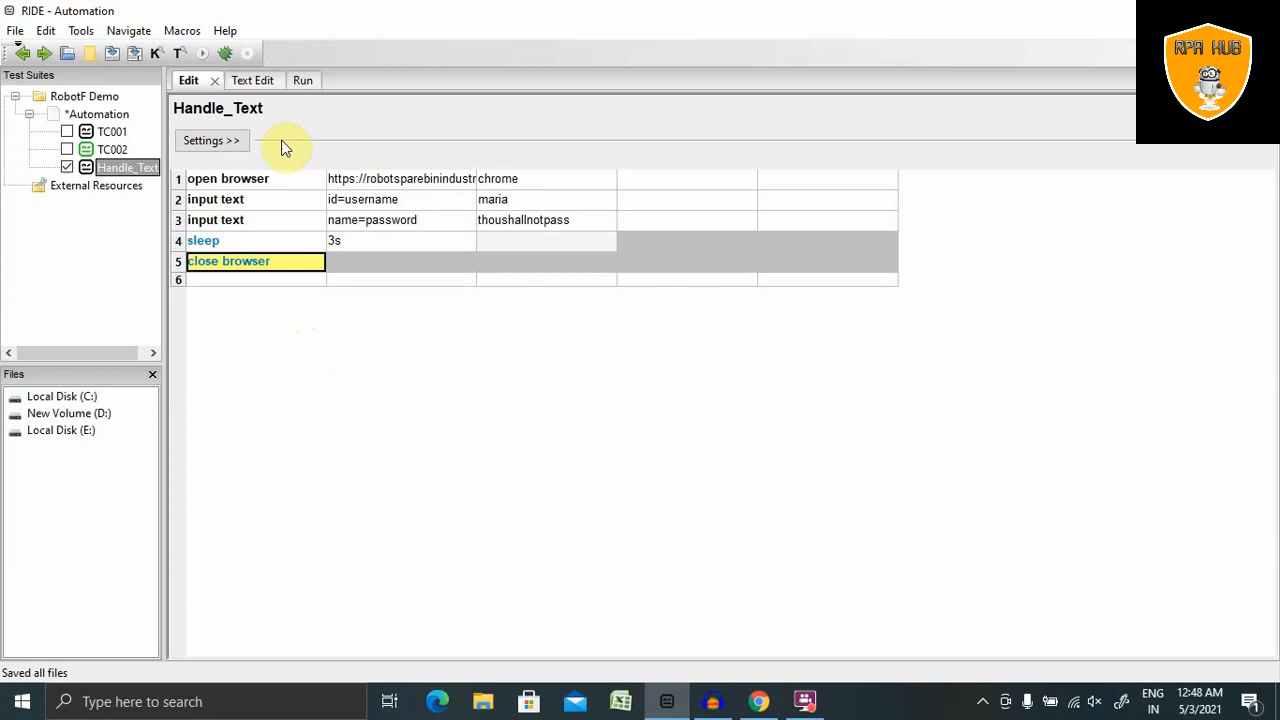 RIDE - Automation
File Edit Tools Navigate Macros Help
RPA HUB
Test Suites
Edit Text Edit Run
RobotF Demo
*Automation
TC001
TC002
Handle_Text
External Resources
Handle_Text
Settings >>
1 open browser https://robotsparebinindustr chrome
2 input text id=username maria
3 input text name=password thoushallnotpass
4 sleep 3s
5 close browser
6
Files
Local Disk (C:)
New Volume (D:)
Local Disk (E:)
Saved all files
Type here to search
ENG
IN
12:48 AM
5/3/2021
1